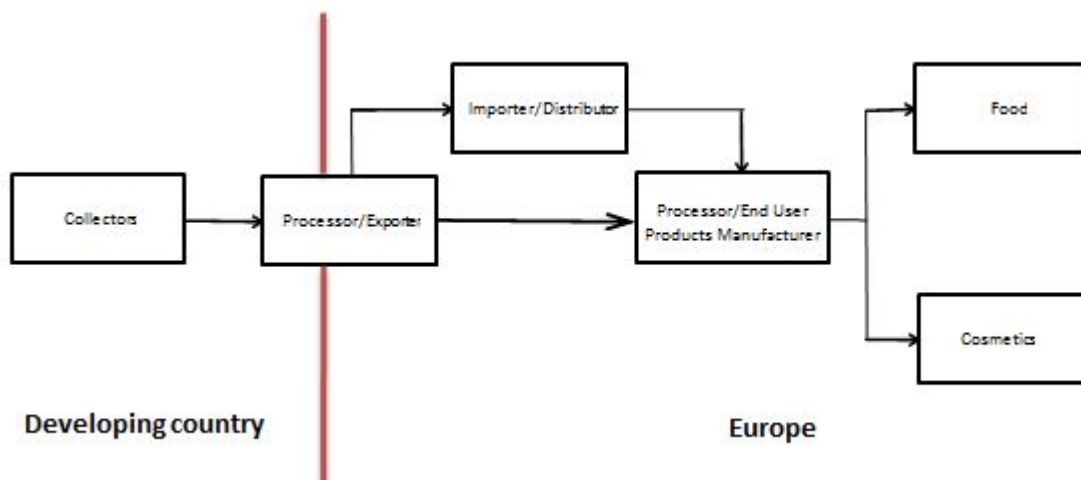 Importer/Distributor
Food
Collectors
Processor/Exporter
Processor/End User
Products Manufacturer
Cosmetics
Developing country
Europe